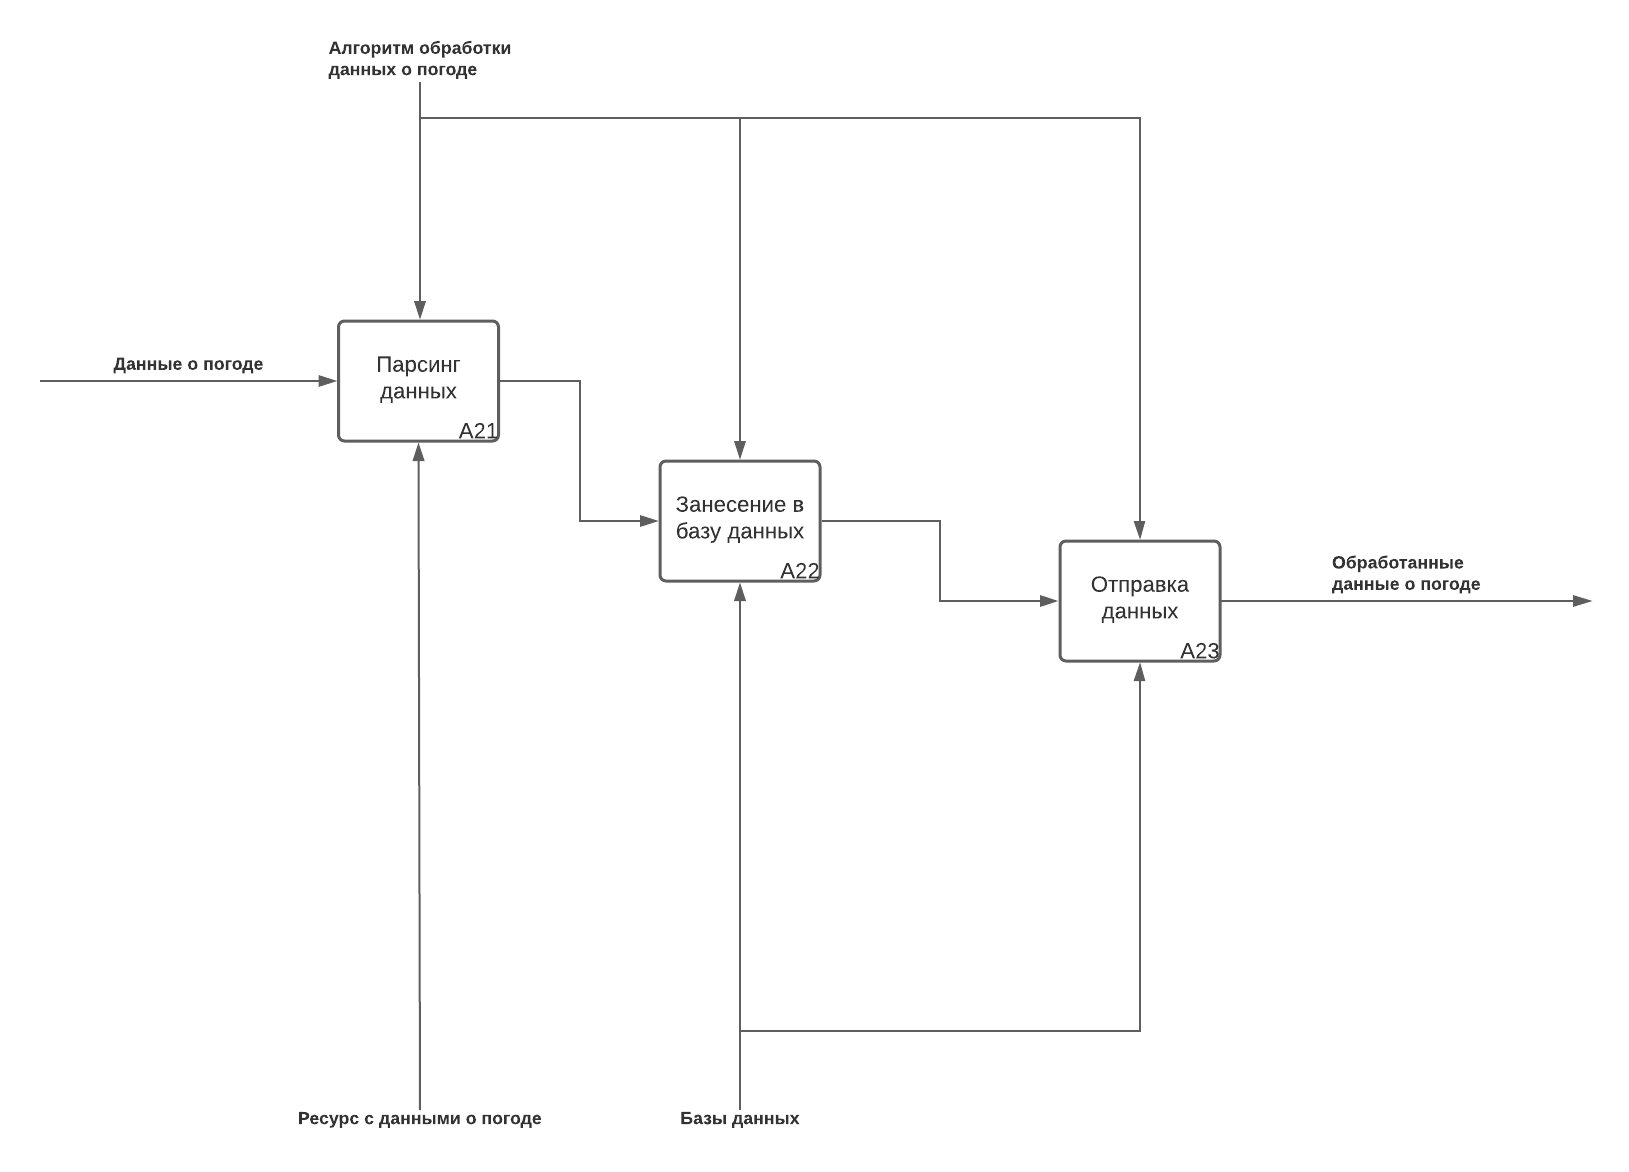 Алгоритм обработки
данных о погоде
Данные о погоде
Парсинг
данных
A21
Занесение в
базу данных
A22
Отправка
данных
A23
Обработанные
данные о погоде
Ресурс с данными о погоде
Базы данных